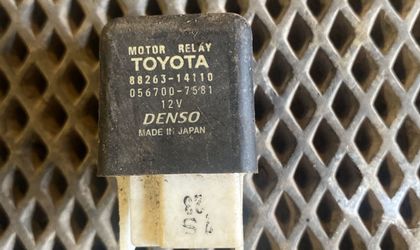 MOTOR RELAY
TOYOTA
88263-14110
056700-7581
12V
DENSO
MADE IN JAPAN